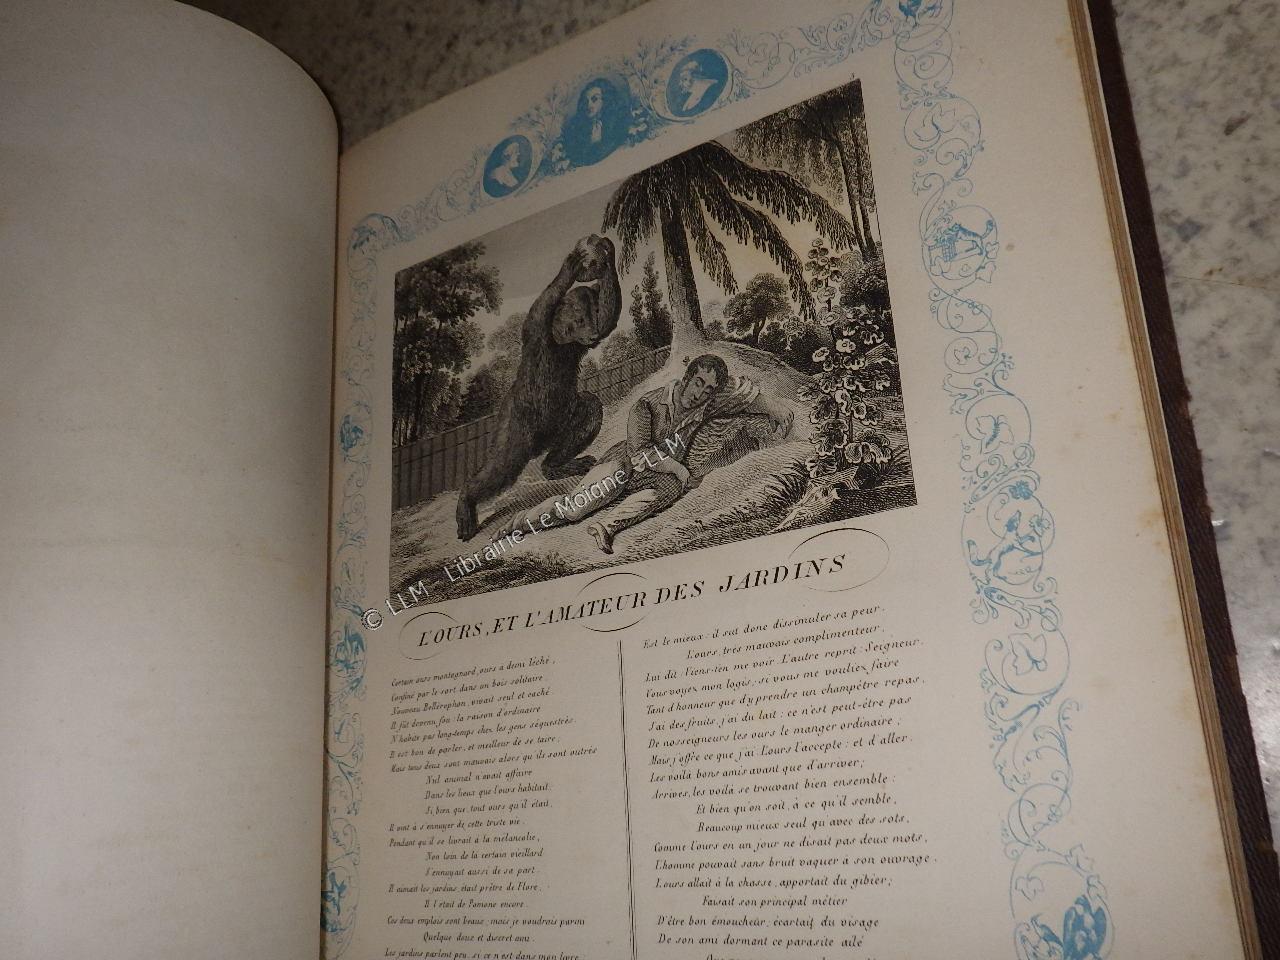 3
© LLM - Librairie Le Moigne - LLM
L'OURS, ET L'AMATEUR DES JARDINS
Certain ours montagnard, ours a demi léché,
Confiné par le sort dans un bois solitaire,
Nouveau Bellérophon, vivait seul et caché.
Il fût devenu fou: la raison d'ordinaire
N'habite pas long-temps chez les gens séquestrés.
Il est bon de parler, et meilleur de se taire;
Mais tous deux sont mauvais alors qu'ils sont outrés
Nul animal n'avait affaire
Dans les lieux que l'ours habitait,
Si bien que, tout ours qu'il était,
Il vint à s'ennuyer de cette triste vie.
Pendant qu'il se livrait à la mélancolie,
Non loin de là certain vieillard
S'ennuyait aussi de sa part.
Il aimait les jardins, était prêtre de Flore,
Il l'était de Pomone encore.
Ces deux emplois sont beaux; mais je voudrais parmi
Quelque doux et discret ami.
Les jardins parlent peu, si ce n'est dans mon livre;
Est le mieux: il sut donc dissimuler sa peur.
L'ours, très mauvais complimenteur,
Lui dit: Viens-t'en me voir. L'autre reprit: Seigneur,
Vous voyez mon logis, si vous me vouliez faire
Tant d'honneur que d'y prendre un champêtre repas,
J'ai des fruits, j'ai du lait: ce n'est peut-être pas
De nosseigneurs les ours le manger ordinaire;
Mais j'offre ce que j'ai. L'ours l'accepte: et d'aller.
Les voilà bons amis avant que d'arriver;
Arrivés, les voilà se trouvant bien ensemble:
Et bien qu'on soit, à ce qu'il semble,
Beaucoup mieux seul qu'avec des sots,
Comme l'ours en un jour ne disait pas deux mots,
L'homme pouvait sans bruit vaquer à son ouvrage.
L'ours allait à la chasse, apportait du gibier;
Faisait son principal métier
D'être bon émoucheur; écartait du visage
De son ami dormant ce parasite ailé